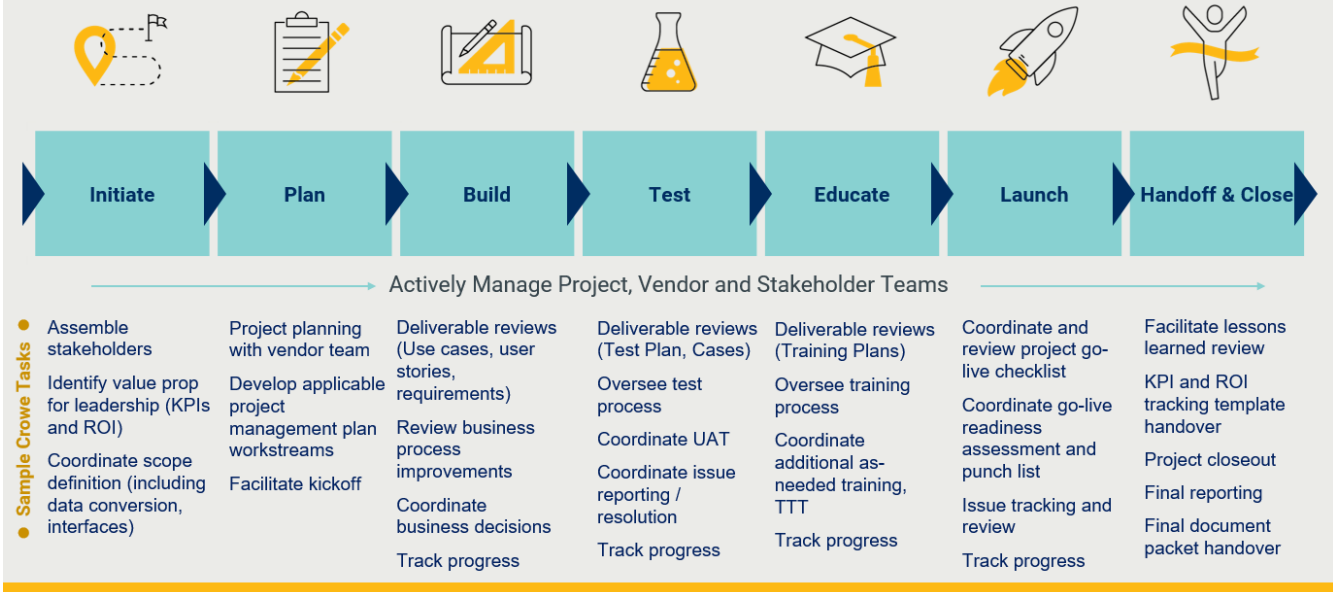 Initiate
Plan
Build
Test
Educate
Launch
Handoff & Close
Actively Manage Project, Vendor and Stakeholder Teams
Sample Crowe Tasks
Assemble
stakeholders
Identify value prop
for leadership (KPIs
and ROI)
Coordinate scope
definition (including
data conversion,
interfaces)
Project planning
with vendor team
Develop applicable
project
management plan
workstreams
Facilitate kickoff
Deliverable reviews
(Use cases, user
stories,
requirements)
Review business
process
improvements
Coordinate
business decisions
Track progress
Deliverable reviews
(Test Plan, Cases)
Oversee test
process
Coordinate UAT
Coordinate issue
reporting /
resolution
Track progress
Deliverable reviews
(Training Plans)
Oversee training
process
Coordinate
additional as-
needed training,
TTT
Track progress
Coordinate and
review project go-
live checklist
Coordinate go-live
readiness
assessment and
punch list
Issue tracking and
review
Track progress
Facilitate lessons
learned review
KPI and ROI
tracking template
handover
Project closeout
Final reporting
Final document
packet handover